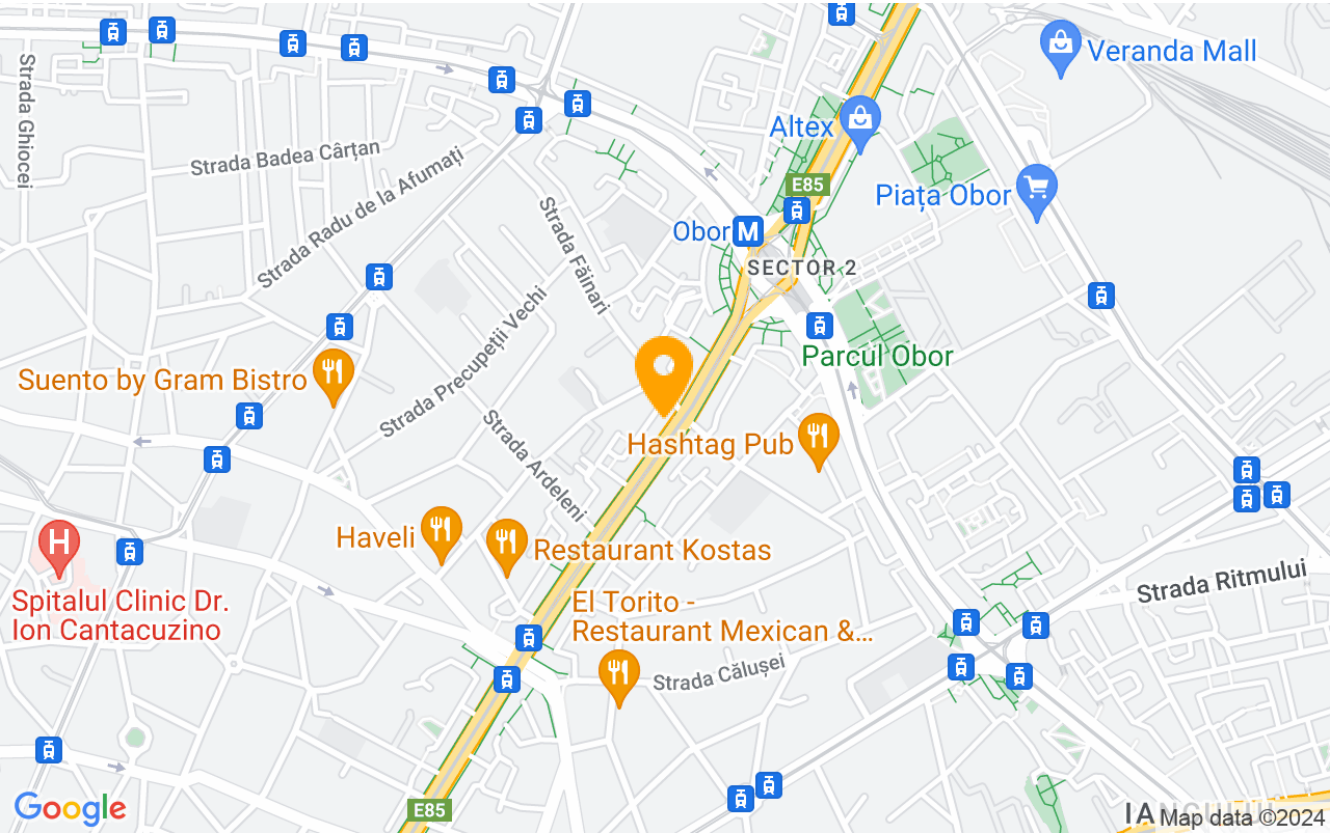 Veranda Mall
Strada Ghiocei
Altex
Strada Badea Cârțan
Strada Radu de la Afumați
E85
Piața Obor
Obor M
Strada Făinari
SECTOR 2
Strada Precupeții Vechi
Parcul Obor
Suento by Gram Bistro
Strada Ardeleni
Hashtag Pub
Haveli
Restaurant Kostas
H
Spitalul Clinic Dr.
Ion Cantacuzino
Strada Ritmului
El Torito -
Restaurant Mexican &...
Strada Călușei
Google
E85
Map data ©2024